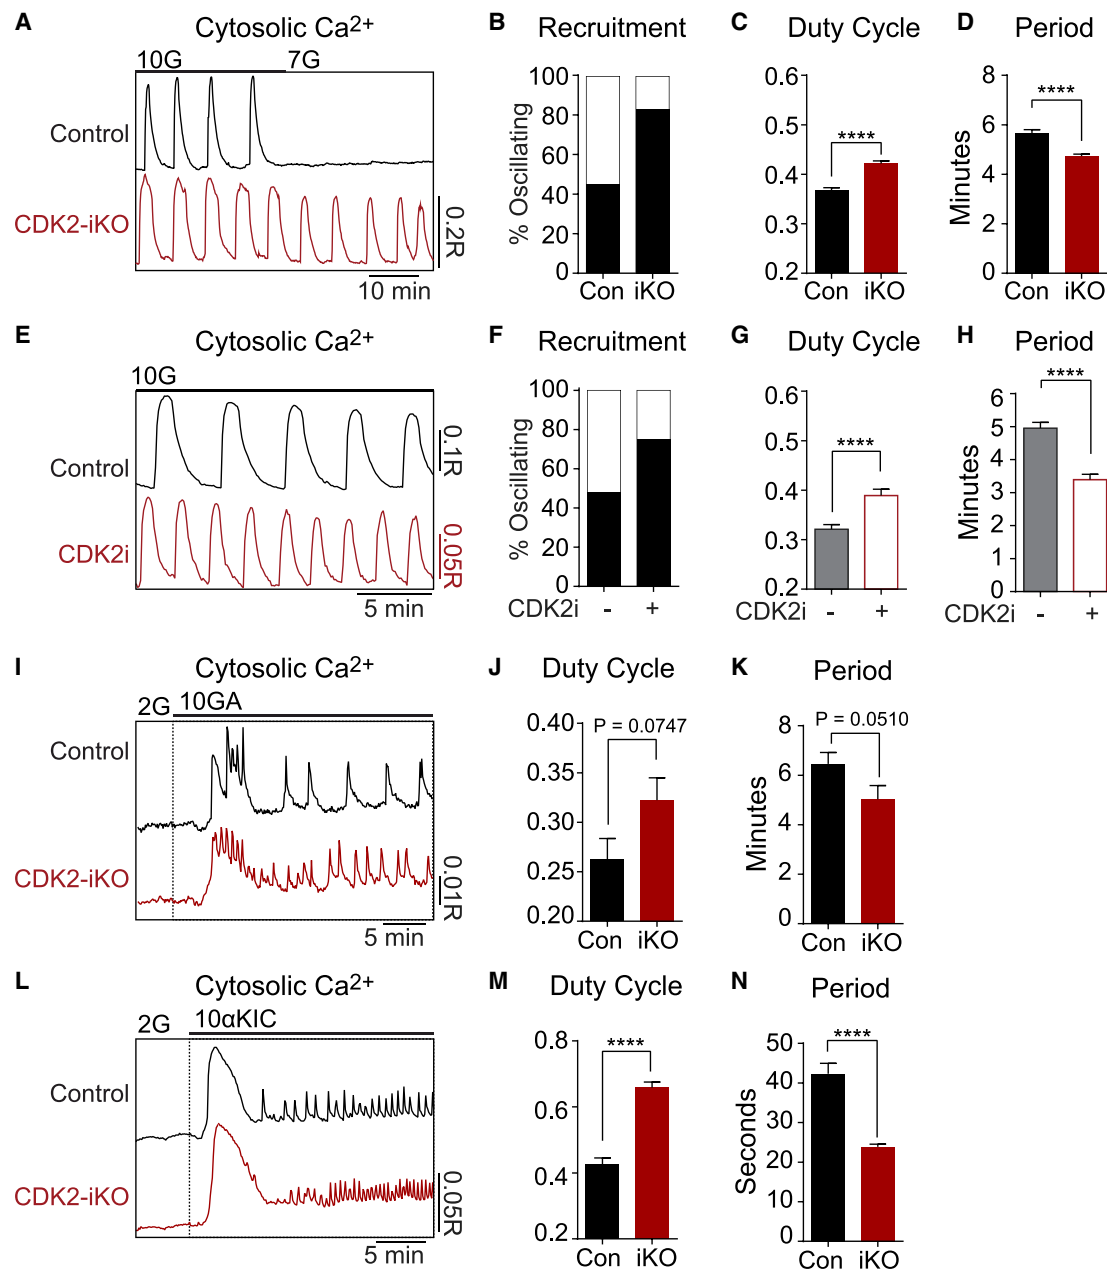 A Cytosolic Ca2+
10G 7G
Control
CDK2-iKO
0.2R
10 min
B Recruitment
% Oscillating
100
80
60
40
20
0
Con iKO
C Duty Cycle
0.6
0.5
0.4
0.3
0.2
****
Con iKO
D Period
Minutes
8
6
4
2
0
****
Con iKO
E Cytosolic Ca2+
10G
Control
CDK2i
0.1R
0.05R
5 min
F Recruitment
% Oscillating
100
80
60
40
20
0
CDK2i - +
G Duty Cycle
0.6
0.5
0.4
0.3
0.2
****
CDK2i - +
H Period
Minutes
5
4
3
2
1
0
6
****
CDK2i - +
I Cytosolic Ca2+
2G 10GA
Control
CDK2-iKO
0.01R
5 min
J Duty Cycle
0.40
0.35
0.30
0.25
0.20
P = 0.0747
Con iKO
K Period
Minutes
8
6
4
2
0
P = 0.0510
Con iKO
L Cytosolic Ca2+
2G 10αKIC
Control
CDK2-iKO
0.05R
5 min
M Duty Cycle
0.8
0.6
0.4
0.2
****
Con iKO
N Period
Seconds
50
40
30
20
10
0
****
Con iKO